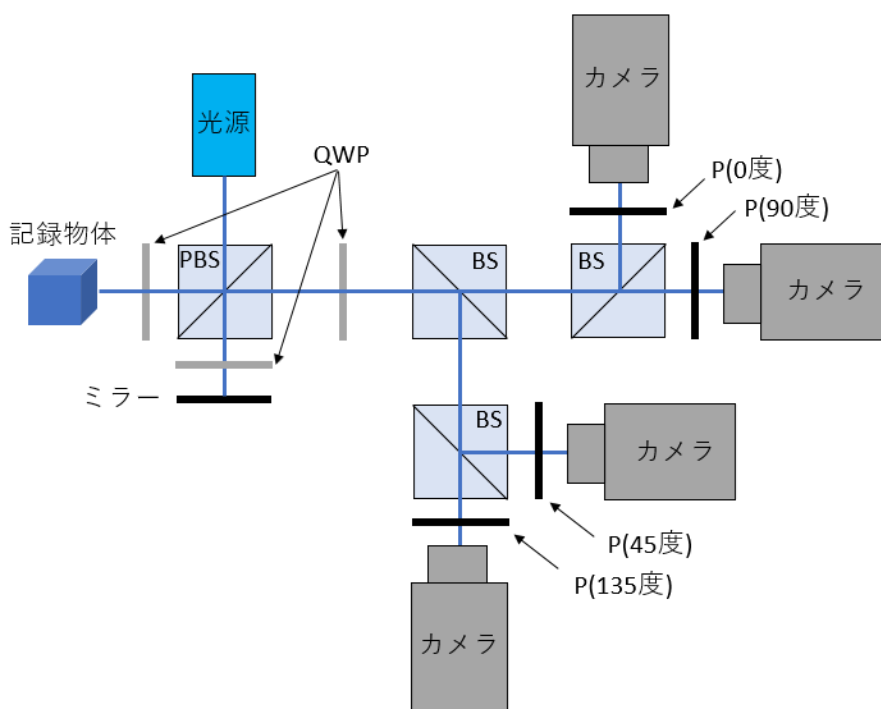 カメラ
光源
QWP
P(0度)
P(90度)
記録物体
PBS
BS
BS
カメラ
ミラー
BS
カメラ
P(45度)
P(135度)
カメラ